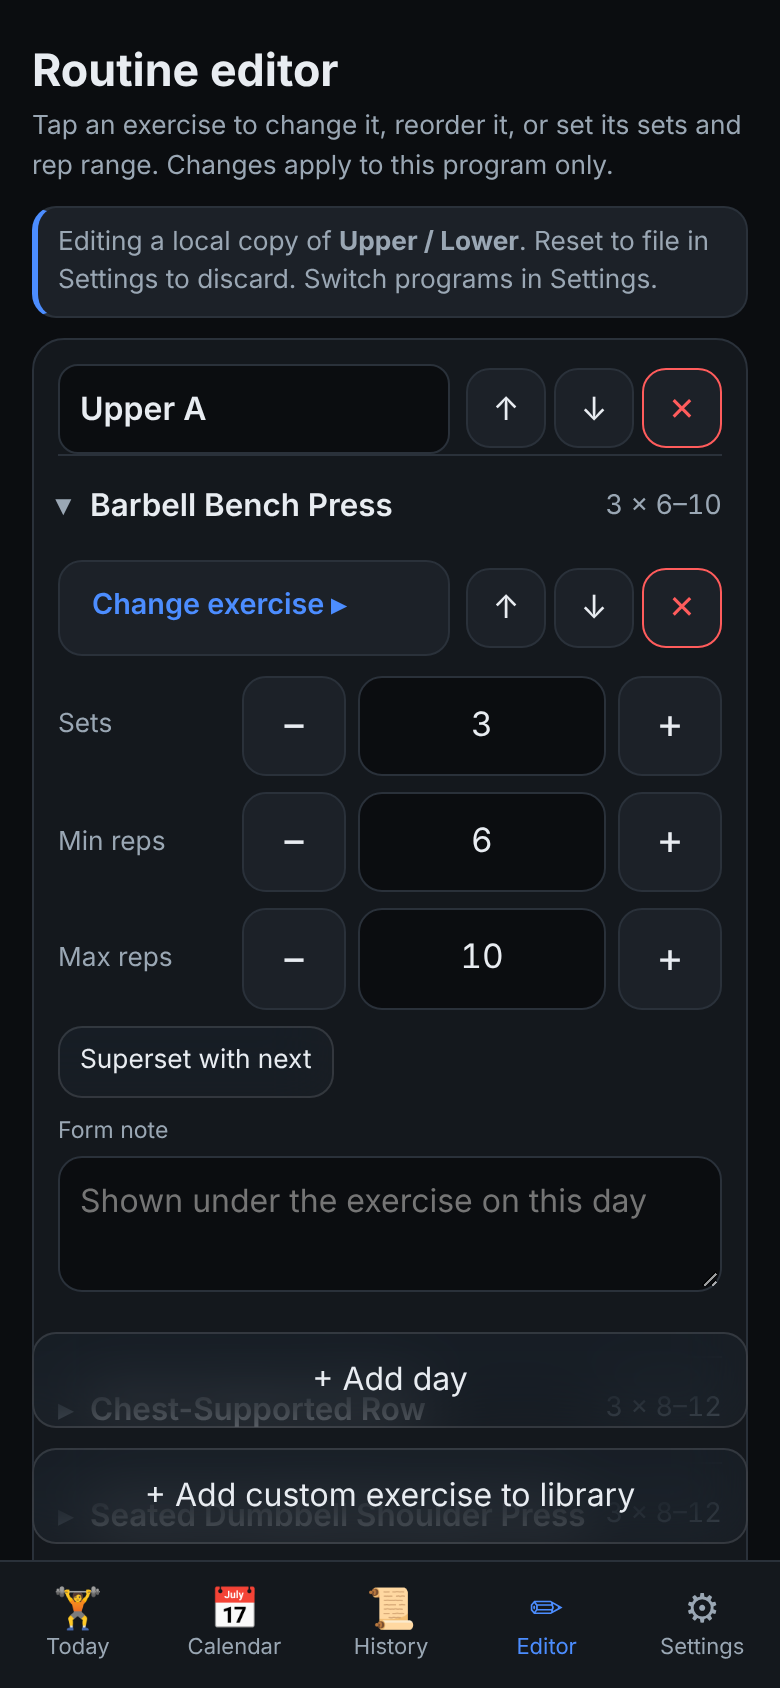 Routine editor
Tap an exercise to change it, reorder it, or set its sets and
rep range. Changes apply to this program only.
Editing a local copy of Upper / Lower. Reset to file in
Settings to discard. Switch programs in Settings.
Upper A ↑ ↓ ✕
▼ Barbell Bench Press 3 × 6–10
Change exercise ▸ ↑ ↓ ✕
Sets − 3 +
Min reps − 6 +
Max reps − 10 +
Superset with next
Form note
Shown under the exercise on this day
+ Add day
▸ Chest-Supported Row 3 × 8–12
+ Add custom exercise to library
▸ Seated Dumbbell Shoulder Press 3 × 8–12
July
17
Today Calendar History Editor Settings